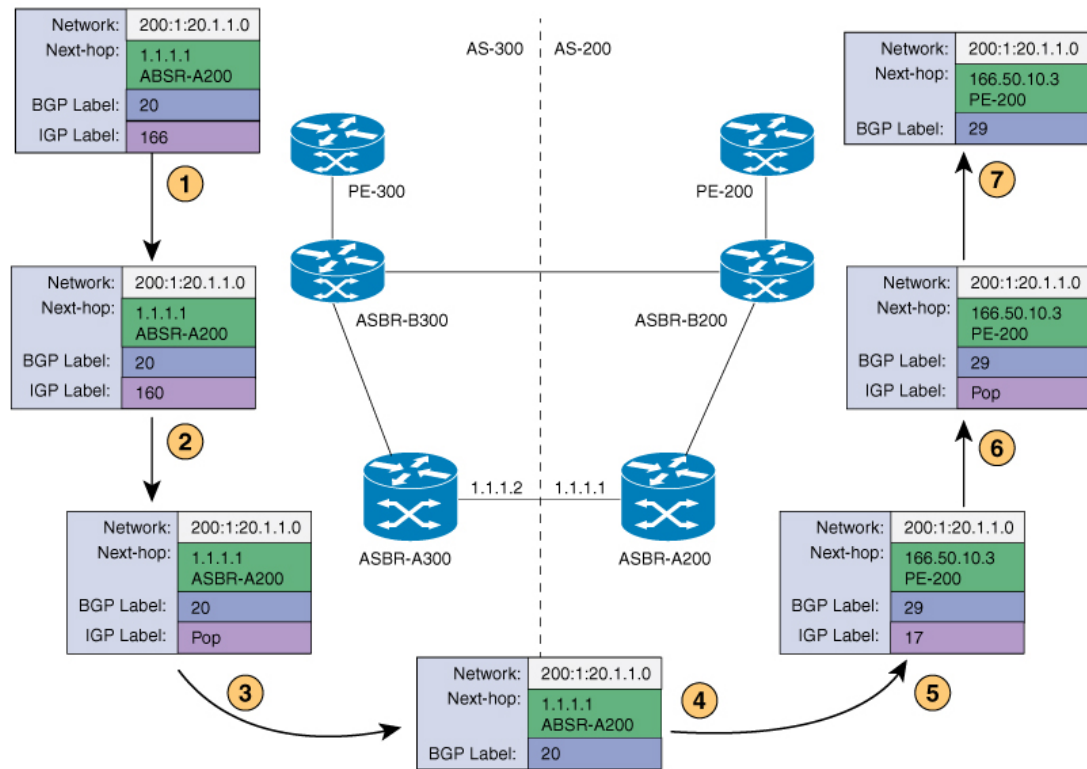 Network: 200:1:20.1.1.0
Next-hop: 1.1.1.1
ABSR-A200
BGP Label: 20
IGP Label: 166
1
Network: 200:1:20.1.1.0
Next-hop: 1.1.1.1
ABSR-A200
BGP Label: 20
IGP Label: 160
2
Network: 200:1:20.1.1.0
Next-hop: 1.1.1.1
ASBR-A200
BGP Label: 20
IGP Label: Pop
3
AS-300 AS-200
PE-300
PE-200
ASBR-B300
ASBR-B200
1.1.1.2 1.1.1.1
ASBR-A300
ASBR-A200
Network: 200:1:20.1.1.0
Next-hop: 1.1.1.1
ABSR-A200
BGP Label: 20
4
5
Network: 200:1:20.1.1.0
Next-hop: 166.50.10.3
PE-200
BGP Label: 29
IGP Label: 17
6
Network: 200:1:20.1.1.0
Next-hop: 166.50.10.3
PE-200
BGP Label: 29
IGP Label: Pop
7
Network: 200:1:20.1.1.0
Next-hop: 166.50.10.3
PE-200
BGP Label: 29